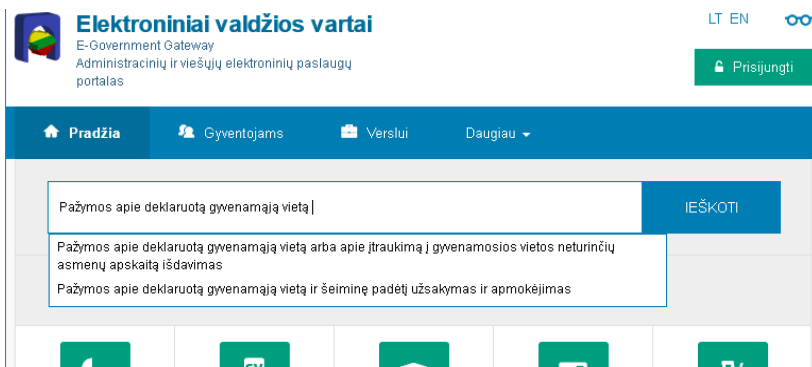 Elektroniniai valdžios vartai
E-Government Gateway
Administracinių ir viešųjų elektroninių paslaugų
portalas
LT EN
Prisijungti
Pradžia
Gyventojams
Verslui
Daugiau
Pažymos apie deklaruotą gyvenamąją vietą
IEŠKOTI
Pažymos apie deklaruotą gyvenamąją vietą arba apie įtraukimą į gyvenamosios vietos neturinčių
asmenų apskaitą išdavimas
Pažymos apie deklaruotą gyvenamąją vietą ir šeiminę padėtį užsakymas ir apmokėjimas